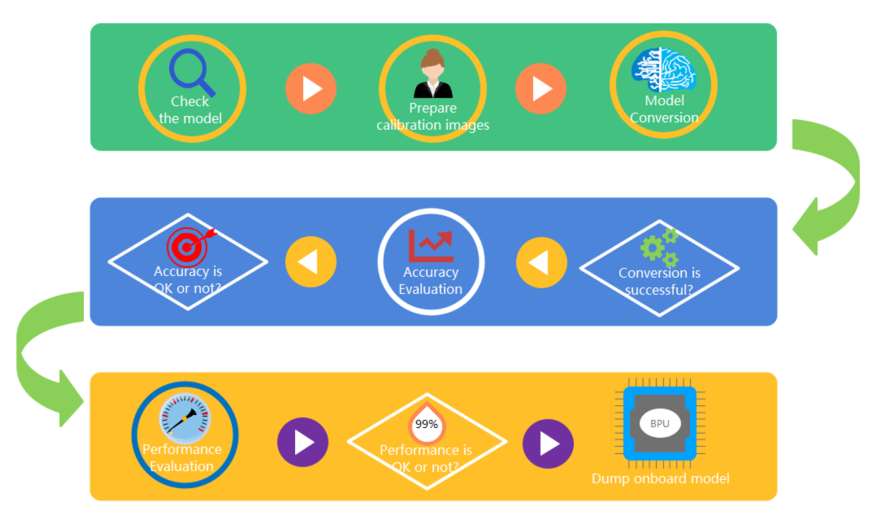 Check
the model
Prepare
calibration images
Model
Conversion
Accuracy is
OK or not?
Accuracy
Evaluation
Conversion is
successful?
Performance
Evaluation
99%
Performance is
OK or not?
BPU
Dump onboard model